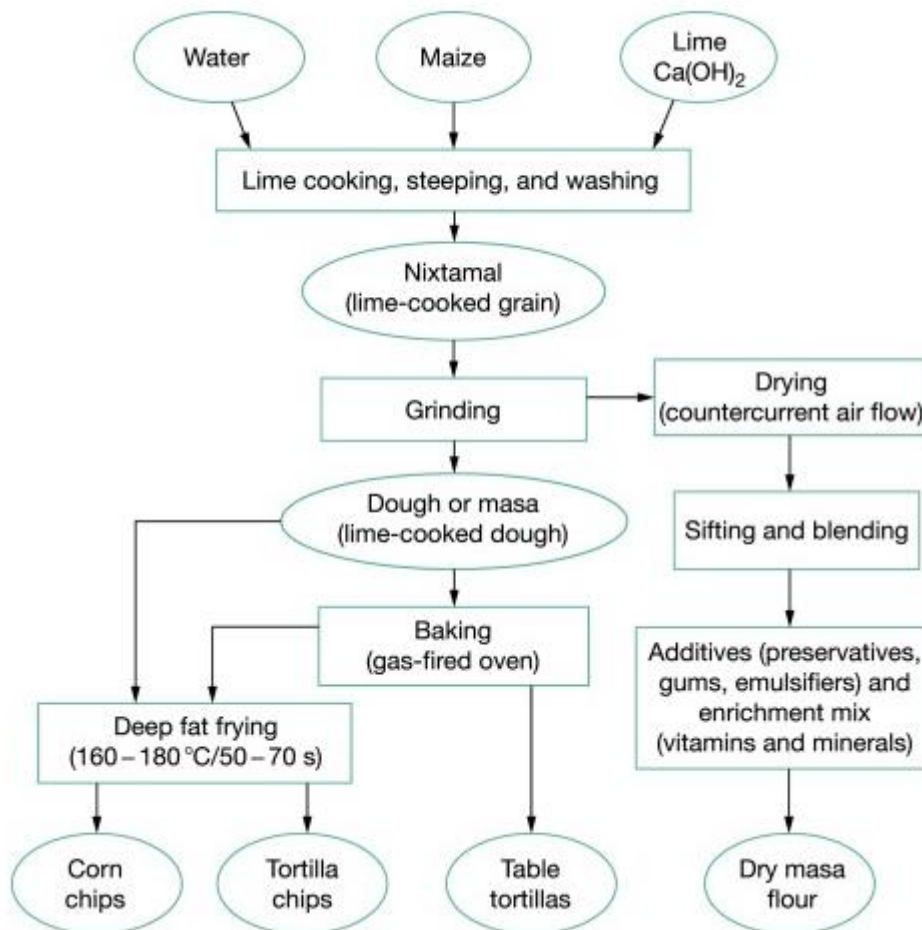 Water
Maize
Lime
Ca(OH)₂
Lime cooking, steeping, and washing
Nixtamal
(lime-cooked grain)
Grinding
Drying
(countercurrent air flow)
Dough or masa
(lime-cooked dough)
Sifting and blending
Baking
(gas-fired oven)
Additives (preservatives,
gums, emulsifiers) and
enrichment mix
(vitamins and minerals)
Deep fat frying
(160–180 °C/50–70 s)
Corn
chips
Tortilla
chips
Table
tortillas
Dry masa
flour